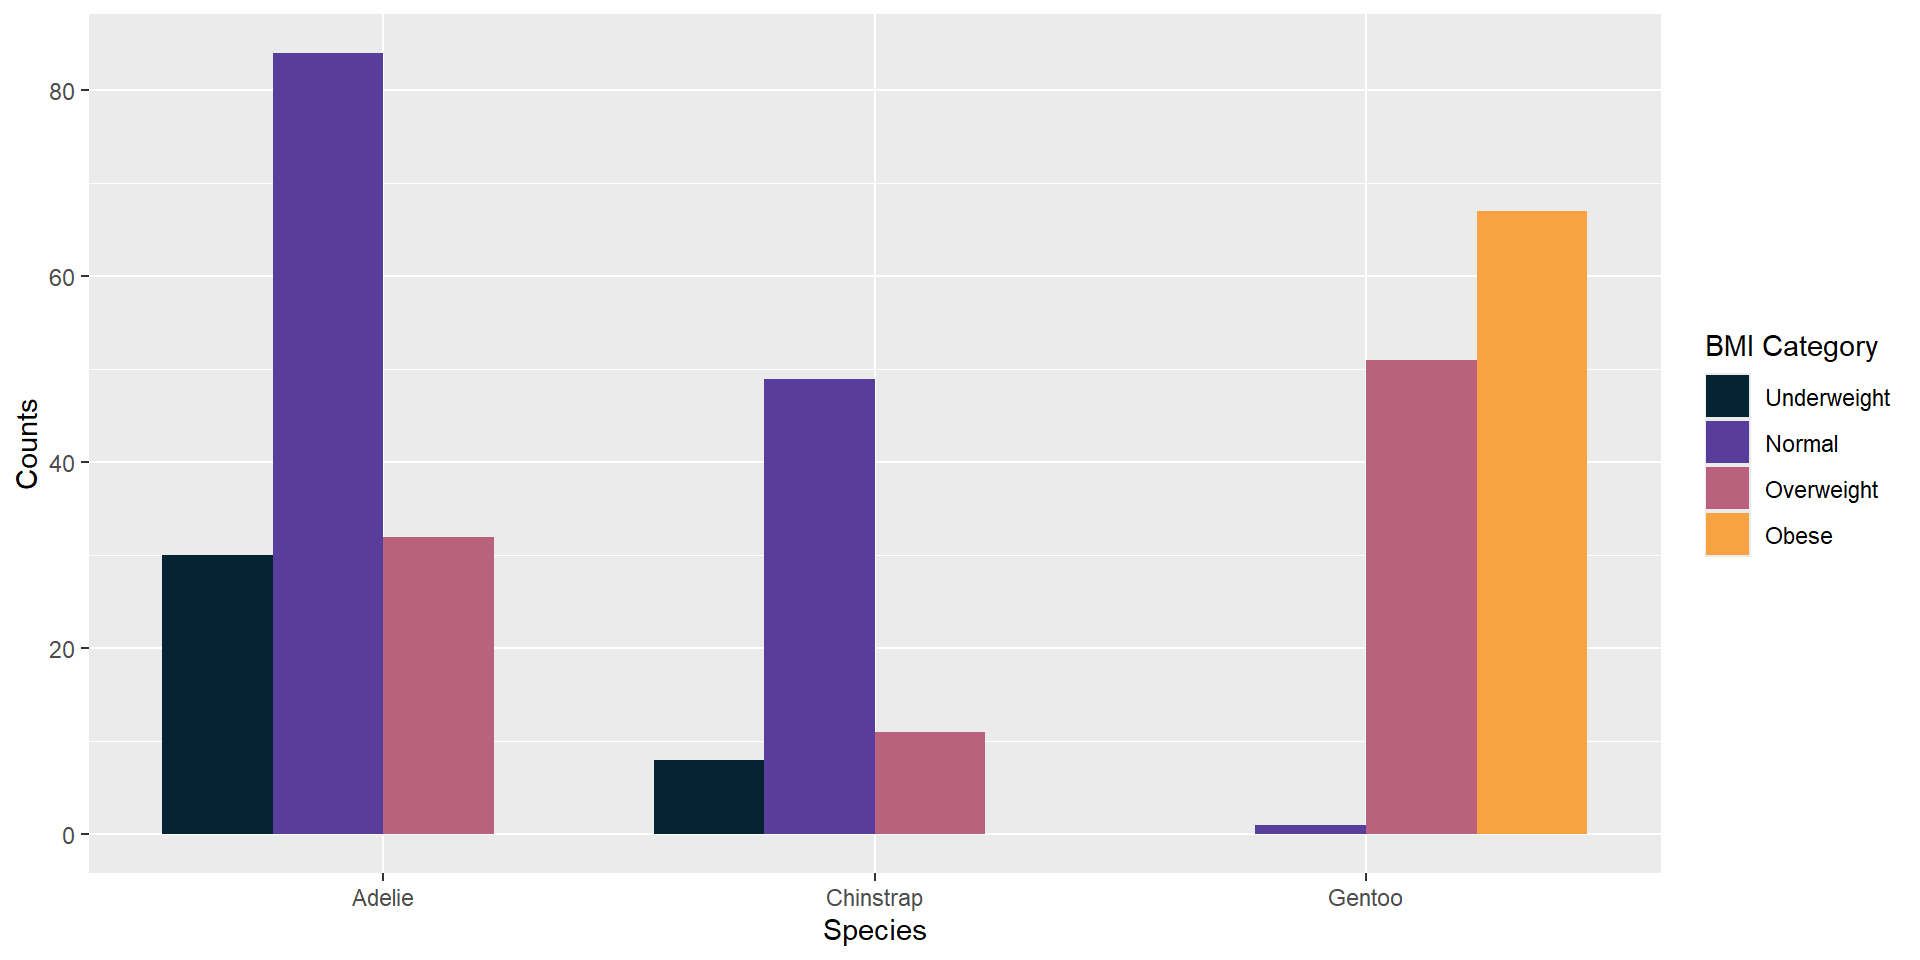 80
60
40
20
0
Counts
Adelie
Chinstrap
Gentoo
Species
BMI Category
Underweight
Normal
Overweight
Obese